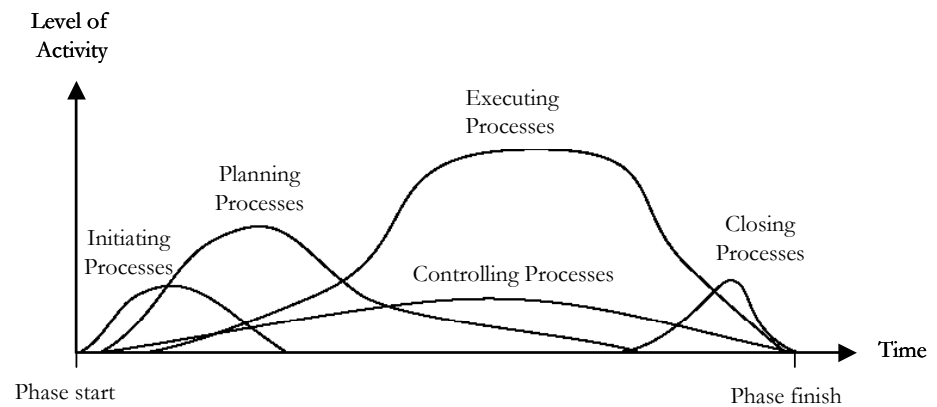 Level of
Activity
Executing
Processes
Planning
Processes
Initiating
Processes
Closing
Processes
Controlling Processes
Time
Phase start
Phase finish